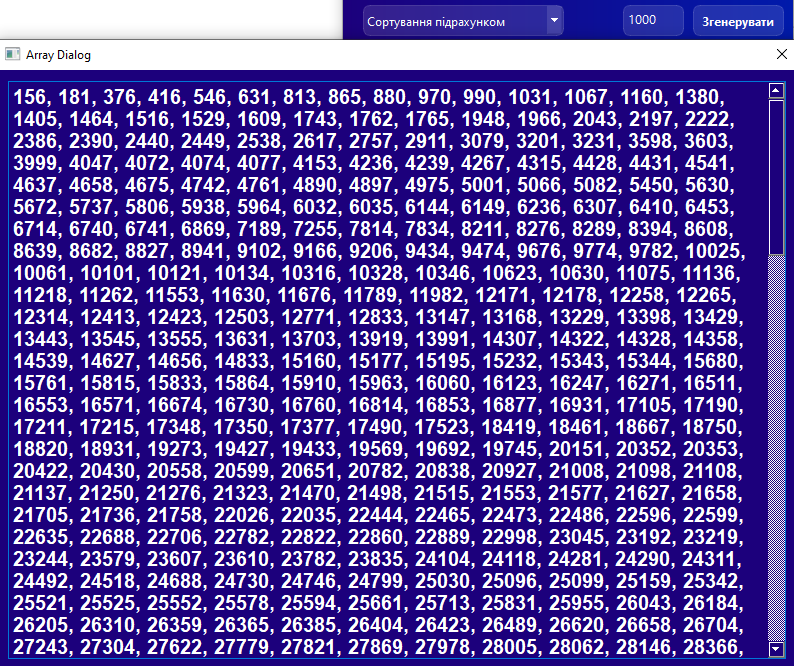 Сортування підрахунком
1000
Згенерувати
Array Dialog
156, 181, 376, 416, 546, 631, 813, 865, 880, 970, 990, 1031, 1067, 1160, 1380,
1405, 1464, 1516, 1529, 1609, 1743, 1762, 1765, 1948, 1966, 2043, 2197, 2222,
2386, 2390, 2440, 2449, 2538, 2617, 2757, 2911, 3079, 3201, 3231, 3598, 3603,
3999, 4047, 4072, 4074, 4077, 4153, 4236, 4239, 4267, 4315, 4428, 4431, 4541,
4637, 4658, 4675, 4742, 4761, 4890, 4897, 4975, 5001, 5066, 5082, 5450, 5630,
5672, 5737, 5806, 5938, 5964, 6032, 6035, 6144, 6149, 6236, 6307, 6410, 6453,
6714, 6740, 6741, 6869, 7189, 7255, 7814, 7834, 8211, 8276, 8289, 8394, 8608,
8639, 8682, 8827, 8941, 9102, 9166, 9206, 9434, 9474, 9676, 9774, 9782, 10025,
10061, 10101, 10121, 10134, 10316, 10328, 10346, 10623, 10630, 11075, 11136,
11218, 11262, 11553, 11630, 11676, 11789, 11982, 12171, 12178, 12258, 12265,
12314, 12413, 12423, 12503, 12771, 12833, 13147, 13168, 13229, 13398, 13429,
13443, 13545, 13555, 13631, 13703, 13919, 13991, 14307, 14322, 14328, 14358,
14539, 14627, 14656, 14833, 15160, 15177, 15195, 15232, 15343, 15344, 15680,
15761, 15815, 15833, 15864, 15910, 15963, 16060, 16123, 16247, 16271, 16511,
16553, 16571, 16674, 16730, 16760, 16814, 16853, 16877, 16931, 17105, 17190,
17211, 17215, 17348, 17350, 17377, 17490, 17523, 18419, 18461, 18667, 18750,
18820, 18931, 19273, 19427, 19433, 19569, 19692, 19745, 20151, 20352, 20353,
20422, 20430, 20558, 20599, 20651, 20782, 20838, 20927, 21008, 21098, 21108,
21137, 21250, 21276, 21323, 21470, 21498, 21515, 21553, 21577, 21627, 21658,
21705, 21736, 21758, 22026, 22035, 22444, 22465, 22473, 22486, 22596, 22599,
22635, 22688, 22706, 22782, 22822, 22860, 22889, 22998, 23045, 23192, 23219,
23244, 23579, 23607, 23610, 23782, 23835, 24104, 24118, 24281, 24290, 24311,
24492, 24518, 24688, 24730, 24746, 24799, 25030, 25096, 25099, 25159, 25342,
25521, 25525, 25552, 25578, 25594, 25661, 25713, 25831, 25955, 26043, 26184,
26205, 26310, 26359, 26365, 26385, 26404, 26423, 26489, 26620, 26658, 26704,
27243, 27304, 27622, 27779, 27821, 27869, 27978, 28005, 28062, 28146, 28366,